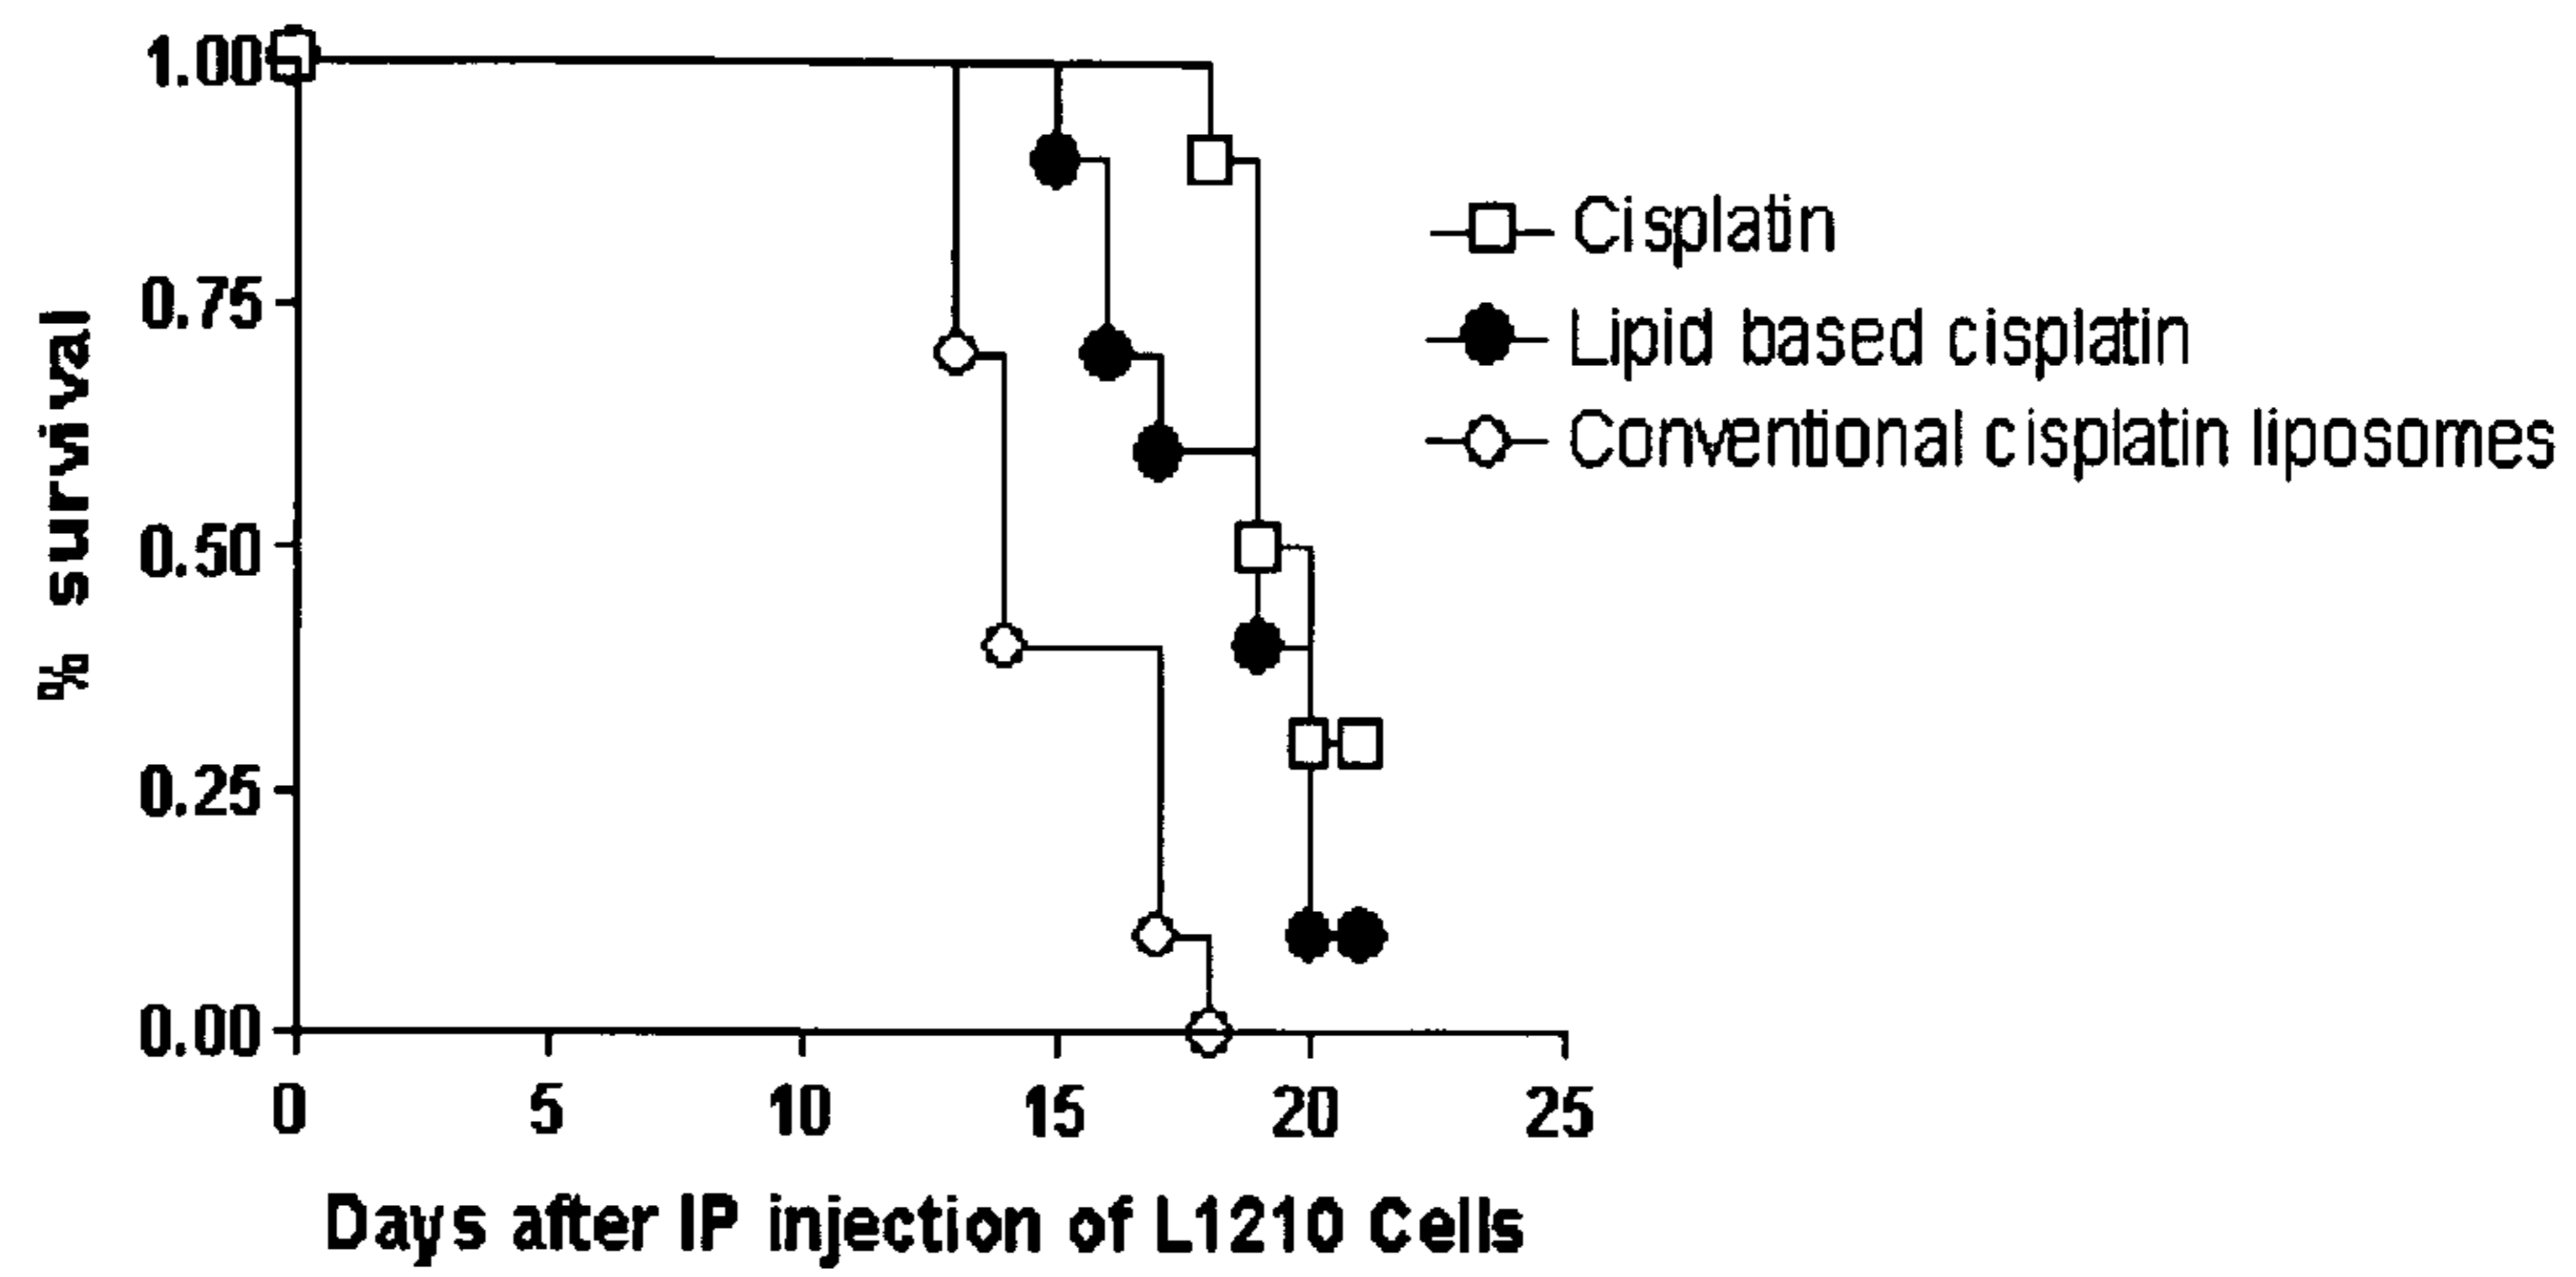 1.00
0.75
0.50
0.25
0.00
% survival
0 5 10 15 20 25
Days after IP injection of L1210 Cells
Cisplatin
Lipid based cisplatin
Conventional cisplatin liposomes